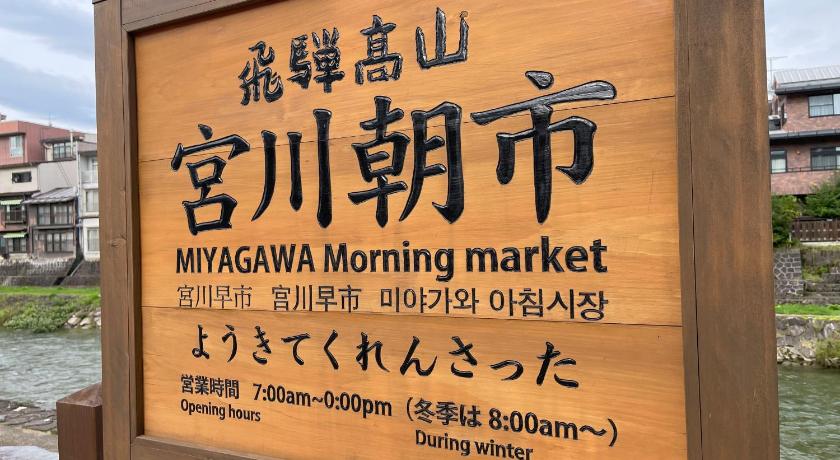 飛騨高山
宮川朝市
MIYAGAWA Morning market
宮川早市 宫川早市 미야가와 아침시장
ようきてくれんさった
営業時間 7:00am~0:00pm (冬季は 8:00am~)
Opening hours During winter